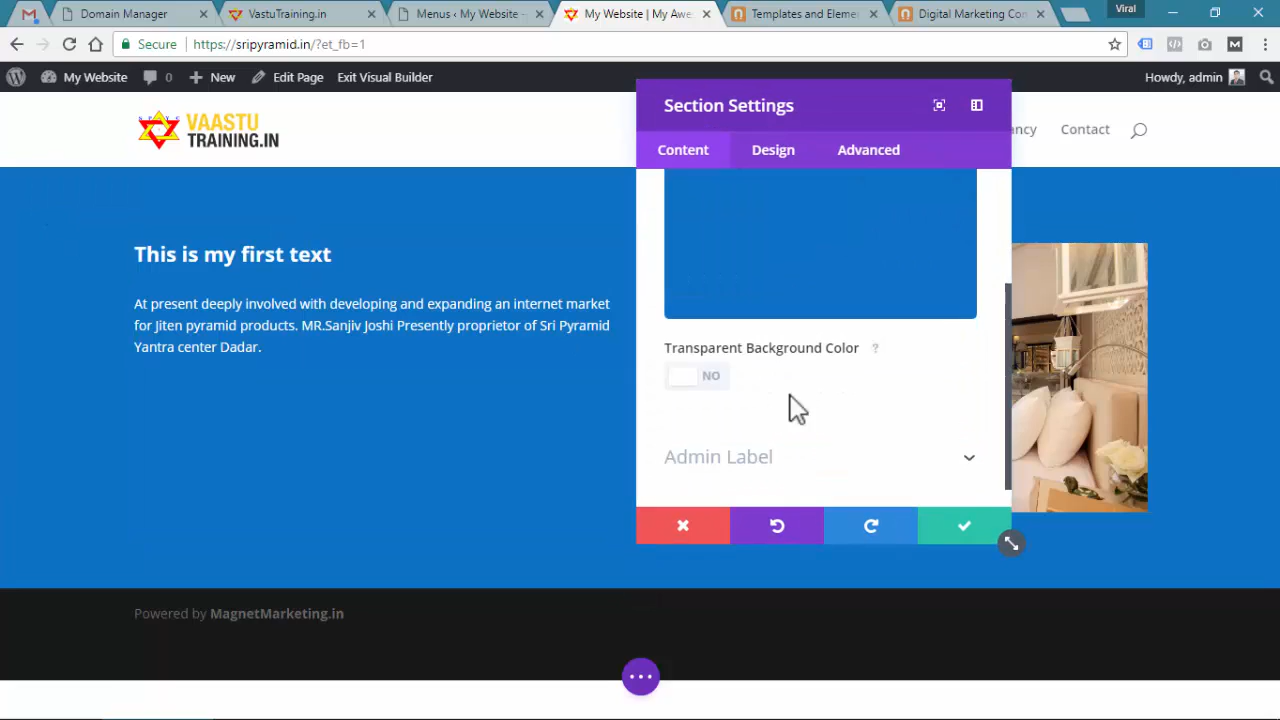 Domain Manager
VastuTraining.in
Menus ‹ My Website –
My Website | My Awe
Templates and Eleme
Digital Marketing Con
Viral
Secure
https://sripyramid.in/?et_fb=1
My Website
0
New
Edit Page
Exit Visual Builder
Howdy, admin
VAASTU
TRAINING.IN
Section Settings
ancy
Contact
Content
Design
Advanced
This is my first text
At present deeply involved with developing and expanding an internet market
for Jiten pyramid products. MR.Sanjiv Joshi Presently proprietor of Sri Pyramid
Yantra center Dadar.
Transparent Background Color
?
NO
Admin Label
Powered by MagnetMarketing.in